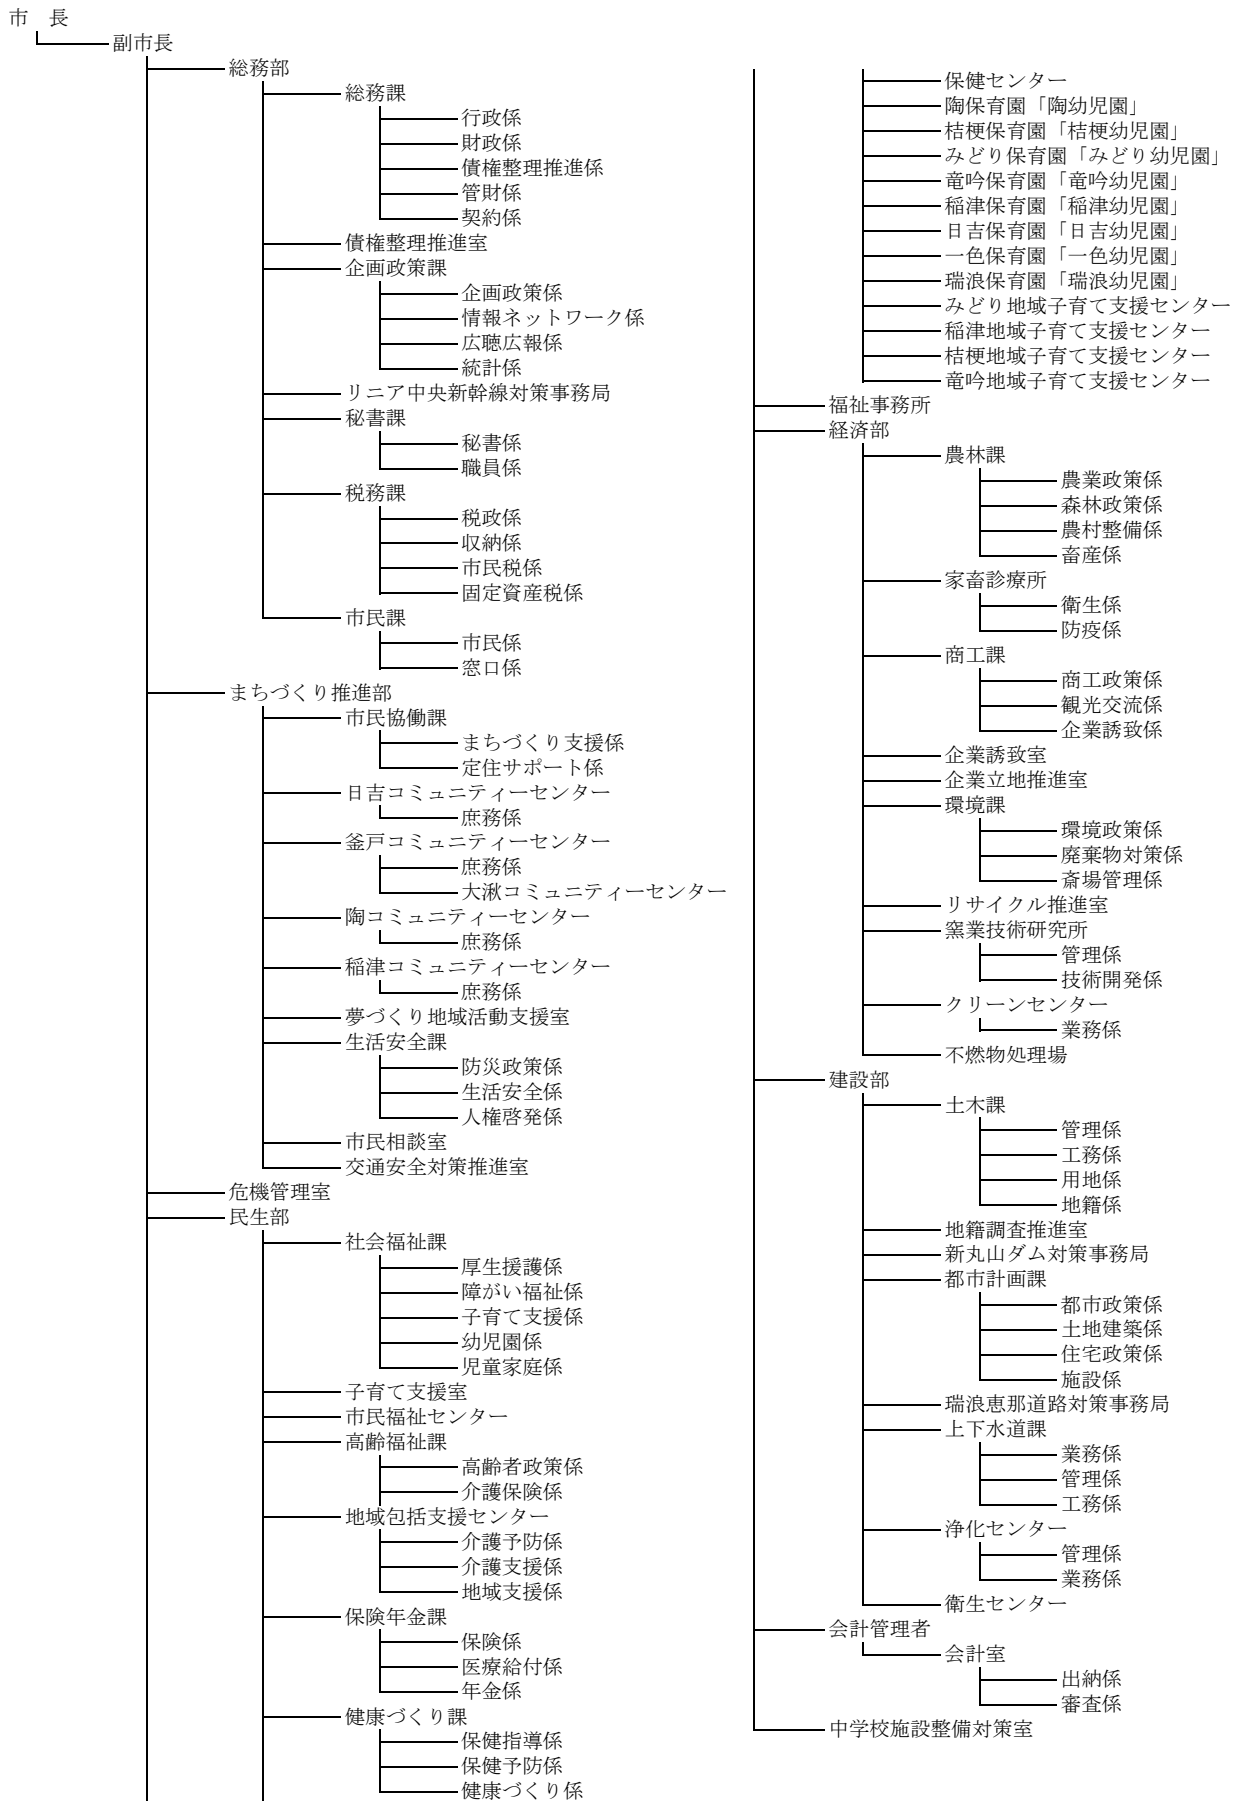 市 長
副市長
総務部
総務課
行政係
財政係
債権整理推進係
管財係
契約係
債権整理推進室
企画政策課
企画政策係
情報ネットワーク係
広聴広報係
統計係
リニア中央新幹線対策事務局
秘書課
秘書係
職員係
税務課
税政係
収納係
市民税係
固定資産税係
市民課
市民係
窓口係
まちづくり推進部
市民協働課
まちづくり支援係
定住サポート係
日吉コミュニティーセンター
庶務係
釜戸コミュニティーセンター
庶務係
大湫コミュニティーセンター
陶コミュニティーセンター
庶務係
稲津コミュニティーセンター
庶務係
夢づくり地域活動支援室
生活安全課
防災政策係
生活安全係
人権啓発係
市民相談室
交通安全対策推進室
危機管理室
民生部
社会福祉課
厚生援護係
障がい福祉係
子育て支援係
幼児園係
児童家庭係
子育て支援室
市民福祉センター
高齢福祉課
高齢者政策係
介護保険係
地域包括支援センター
介護予防係
介護支援係
地域支援係
保険年金課
保険係
医療給付係
年金係
健康づくり課
保健指導係
保健予防係
健康づくり係
保健センター
陶保育園「陶幼児園」
桔梗保育園「桔梗幼児園」
みどり保育園「みどり幼児園」
竜吟保育園「竜吟幼児園」
稲津保育園「稲津幼児園」
日吉保育園「日吉幼児園」
一色保育園「一色幼児園」
瑞浪保育園「瑞浪幼児園」
みどり地域子育て支援センター
稲津地域子育て支援センター
桔梗地域子育て支援センター
竜吟地域子育て支援センター
福祉事務所
経済部
農林課
農業政策係
森林政策係
農村整備係
畜産係
家畜診療所
衛生係
防疫係
商工課
商工政策係
観光交流係
企業誘致係
企業誘致室
企業立地推進室
環境課
環境政策係
廃棄物対策係
斎場管理係
リサイクル推進室
窯業技術研究所
管理係
技術開発係
クリーンセンター
業務係
不燃物処理場
建設部
土木課
管理係
工務係
用地係
地籍係
地籍調査推進室
新丸山ダム対策事務局
都市計画課
都市政策係
土地建築係
住宅政策係
施設係
瑞浪恵那道路対策事務局
上下水道課
業務係
管理係
工務係
浄化センター
管理係
業務係
衛生センター
会計管理者
会計室
出納係
審査係
中学校施設整備対策室